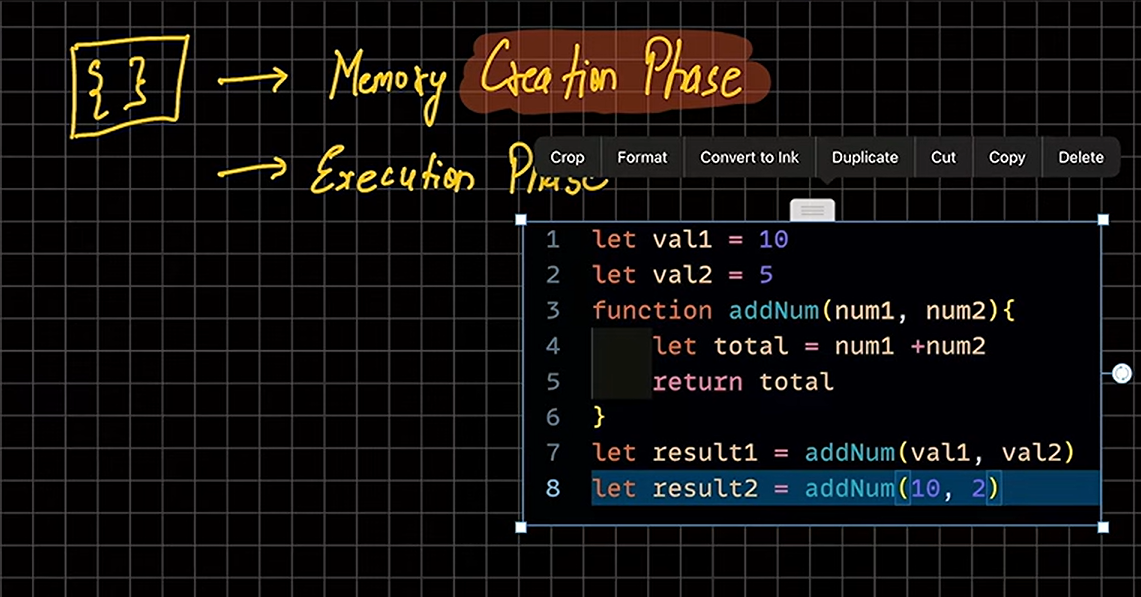 { } → Memory Creation Phase
→ Execution Phase
Crop Format Convert to Ink Duplicate Cut Copy Delete
1 let val1 = 10
2 let val2 = 5
3 function addNum(num1, num2){
4 let total = num1 +num2
5 return total
6 }
7 let result1 = addNum(val1, val2)
8 let result2 = addNum(10, 2)